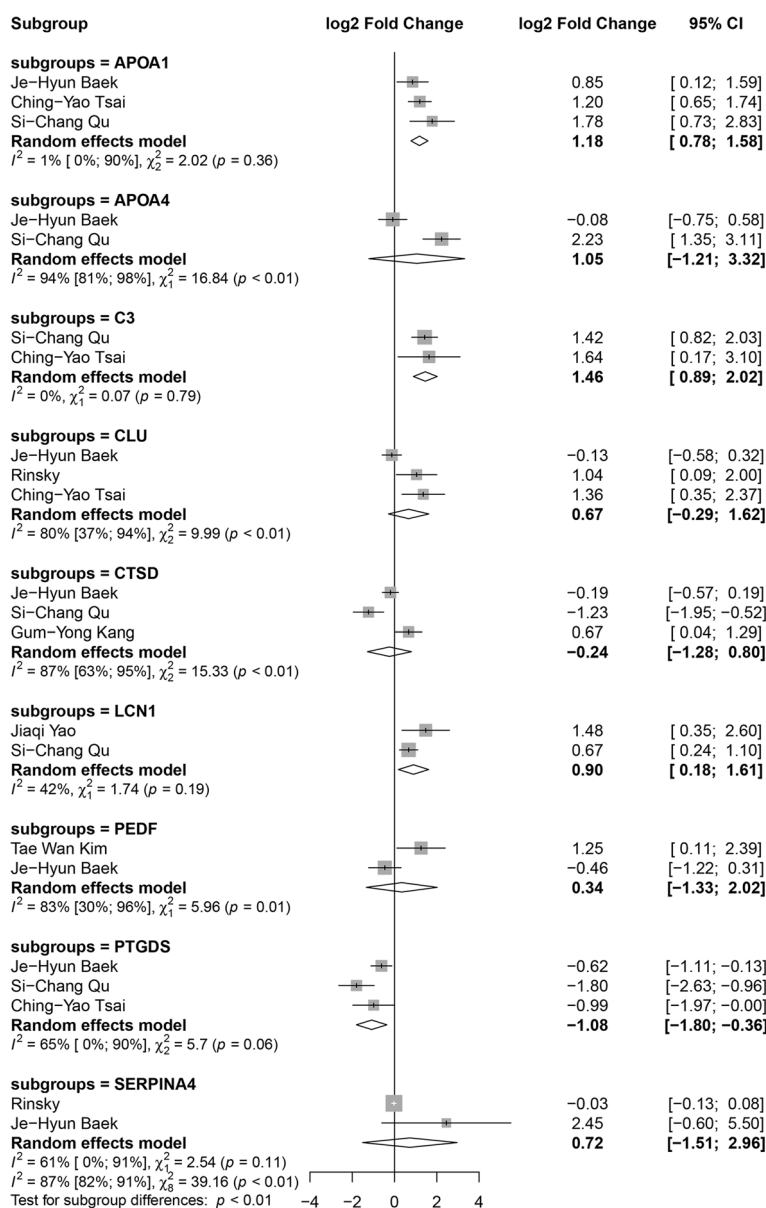 Subgroup log2 Fold Change log2 Fold Change 95% CI
subgroups = APOA1
Je−Hyun Baek 0.85 [ 0.12; 1.59]
Ching−Yao Tsai 1.20 [ 0.65; 1.74]
Si−Chang Qu 1.78 [ 0.73; 2.83]
Random effects model 1.18 [ 0.78; 1.58]
I² = 1% [ 0%; 90%], χ²₂ = 2.02 (p = 0.36)
subgroups = APOA4
Je−Hyun Baek −0.08 [−0.75; 0.58]
Si−Chang Qu 2.23 [ 1.35; 3.11]
Random effects model 1.05 [−1.21; 3.32]
I² = 94% [81%; 98%], χ²₁ = 16.84 (p < 0.01)
subgroups = C3
Si−Chang Qu 1.42 [ 0.82; 2.03]
Ching−Yao Tsai 1.64 [ 0.17; 3.10]
Random effects model 1.46 [ 0.89; 2.02]
I² = 0%, χ²₁ = 0.07 (p = 0.79)
subgroups = CLU
Je−Hyun Baek −0.13 [−0.58; 0.32]
Rinsky 1.04 [ 0.09; 2.00]
Ching−Yao Tsai 1.36 [ 0.35; 2.37]
Random effects model 0.67 [−0.29; 1.62]
I² = 80% [37%; 94%], χ²₂ = 9.99 (p < 0.01)
subgroups = CTSD
Je−Hyun Baek −0.19 [−0.57; 0.19]
Si−Chang Qu −1.23 [−1.95; −0.52]
Gum−Yong Kang 0.67 [ 0.04; 1.29]
Random effects model −0.24 [−1.28; 0.80]
I² = 87% [63%; 95%], χ²₂ = 15.33 (p < 0.01)
subgroups = LCN1
Jiaqi Yao 1.48 [ 0.35; 2.60]
Si−Chang Qu 0.67 [ 0.24; 1.10]
Random effects model 0.90 [ 0.18; 1.61]
I² = 42%, χ²₁ = 1.74 (p = 0.19)
subgroups = PEDF
Tae Wan Kim 1.25 [ 0.11; 2.39]
Je−Hyun Baek −0.46 [−1.22; 0.31]
Random effects model 0.34 [−1.33; 2.02]
I² = 83% [30%; 96%], χ²₁ = 5.96 (p = 0.01)
subgroups = PTGDS
Je−Hyun Baek −0.62 [−1.11; −0.13]
Si−Chang Qu −1.80 [−2.63; −0.96]
Ching−Yao Tsai −0.99 [−1.97; −0.00]
Random effects model −1.08 [−1.80; −0.36]
I² = 65% [ 0%; 90%], χ²₂ = 5.7 (p = 0.06)
subgroups = SERPINA4
Rinsky −0.03 [−0.13; 0.08]
Je−Hyun Baek 2.45 [−0.60; 5.50]
Random effects model 0.72 [−1.51; 2.96]
I² = 61% [ 0%; 91%], χ²₁ = 2.54 (p = 0.11)
I² = 87% [82%; 91%], χ²₈ = 39.16 (p < 0.01)
Test for subgroup differences: p < 0.01
−4 −2 0 2 4